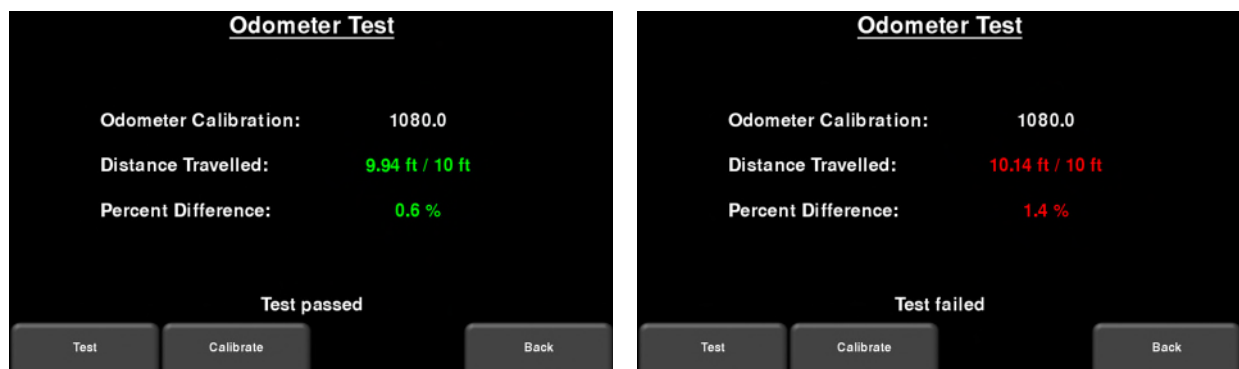 Odometer Test
Odometer Calibration: 1080.0
Distance Travelled: 9.94 ft / 10 ft
Percent Difference: 0.6 %
Test passed
Test Calibrate Back
Odometer Test
Odometer Calibration: 1080.0
Distance Travelled: 10.14 ft / 10 ft
Percent Difference: 1.4 %
Test failed
Test Calibrate Back